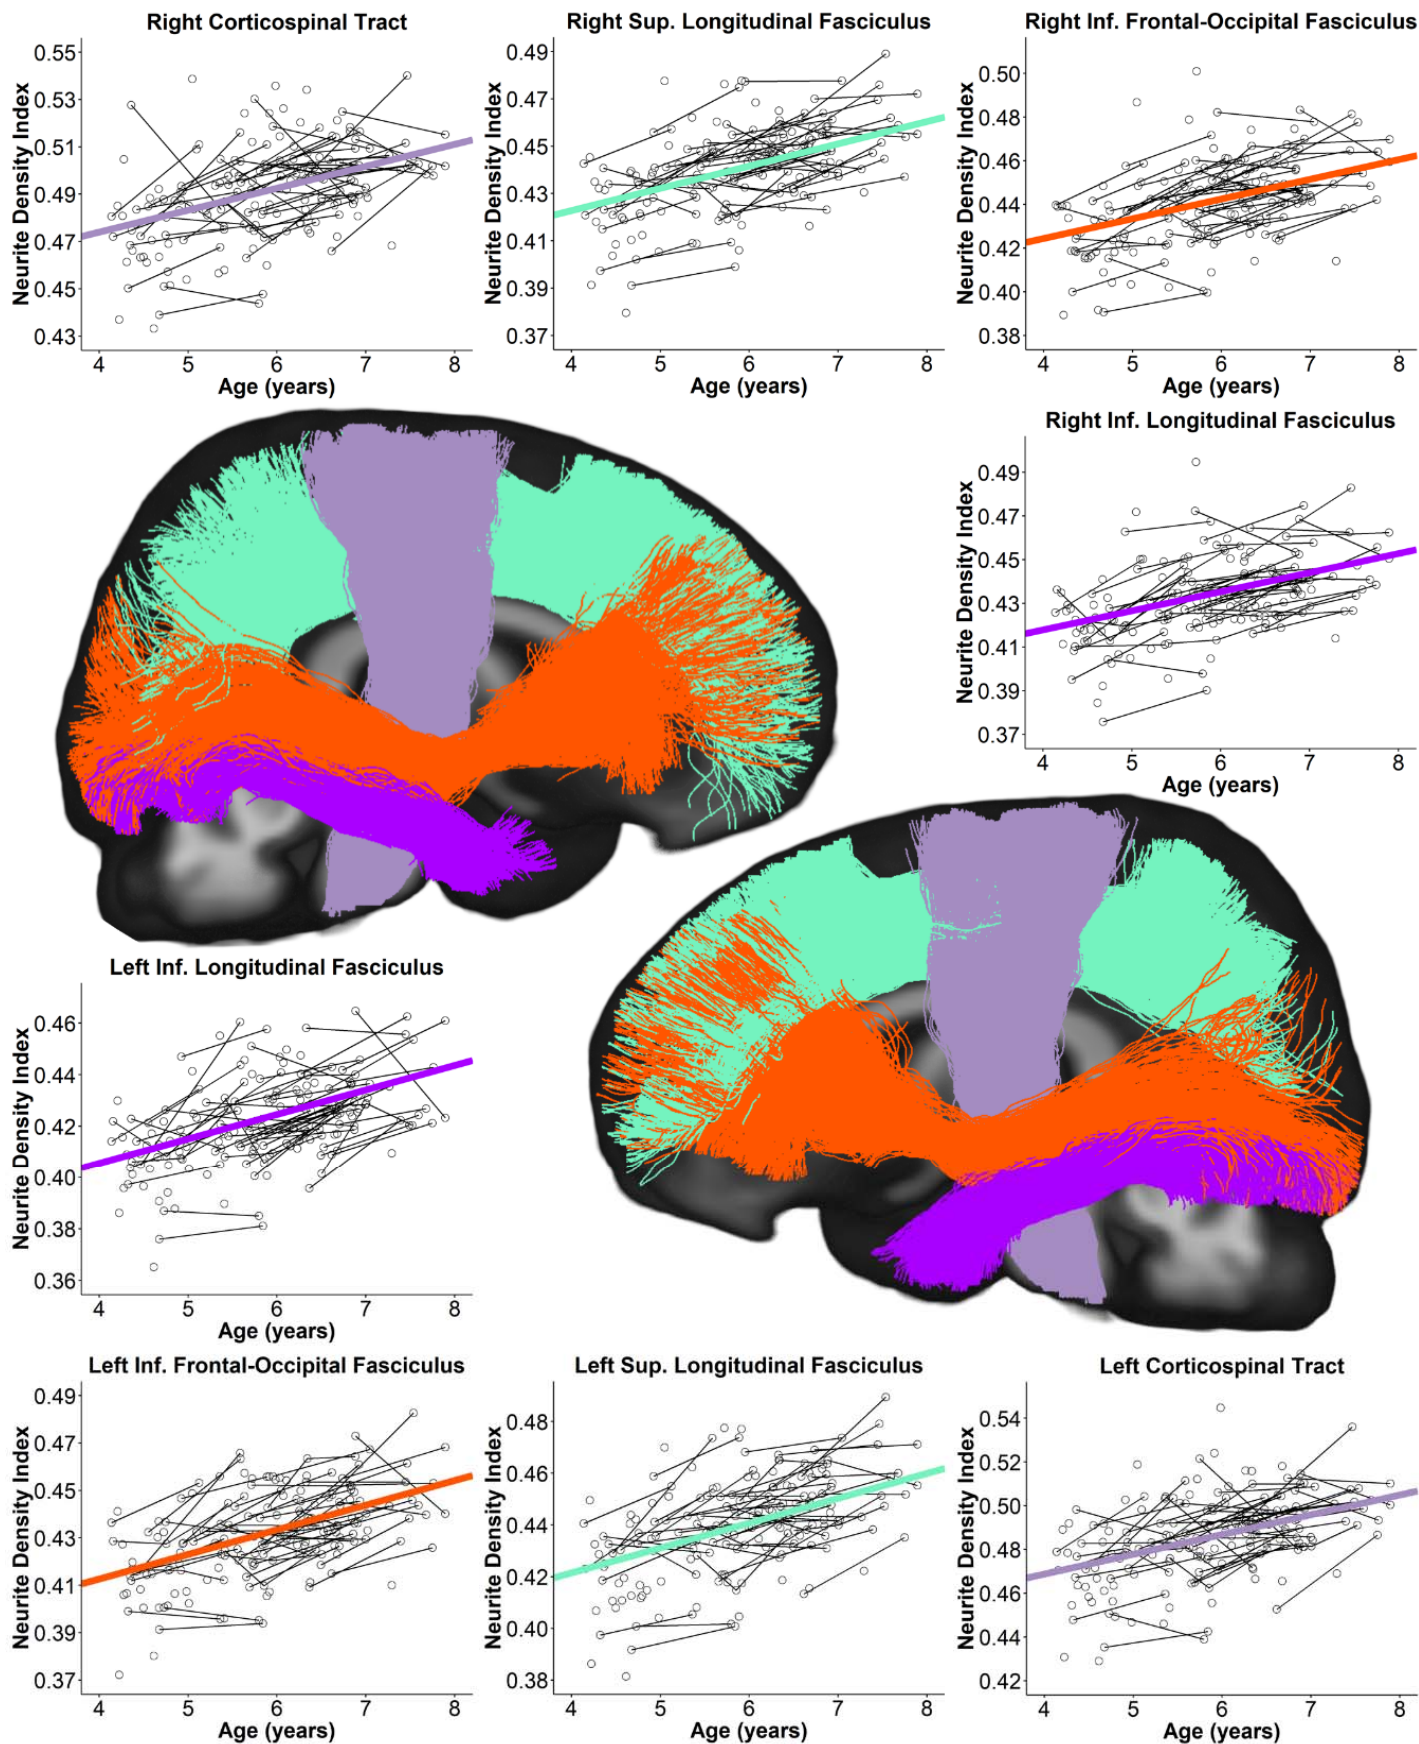 Right Corticospinal Tract
Neurite Density Index
0.55
0.53
0.51
0.49
0.47
0.45
0.43
4 5 6 7 8
Age (years)
Right Sup. Longitudinal Fasciculus
Neurite Density Index
0.49
0.47
0.45
0.43
0.41
0.39
0.37
4 5 6 7 8
Age (years)
Right Inf. Frontal-Occipital Fasciculus
Neurite Density Index
0.50
0.48
0.46
0.44
0.42
0.40
0.38
4 5 6 7 8
Age (years)
Right Inf. Longitudinal Fasciculus
Neurite Density Index
0.49
0.47
0.45
0.43
0.41
0.39
0.37
4 5 6 7 8
Age (years)
Left Inf. Longitudinal Fasciculus
Neurite Density Index
0.46
0.44
0.42
0.40
0.38
0.36
4 5 6 7 8
Age (years)
Left Inf. Frontal-Occipital Fasciculus
Neurite Density Index
0.49
0.47
0.45
0.43
0.41
0.39
0.37
4 5 6 7 8
Age (years)
Left Sup. Longitudinal Fasciculus
Neurite Density Index
0.48
0.46
0.44
0.42
0.40
0.38
4 5 6 7 8
Age (years)
Left Corticospinal Tract
Neurite Density Index
0.54
0.52
0.50
0.48
0.46
0.44
0.42
4 5 6 7 8
Age (years)